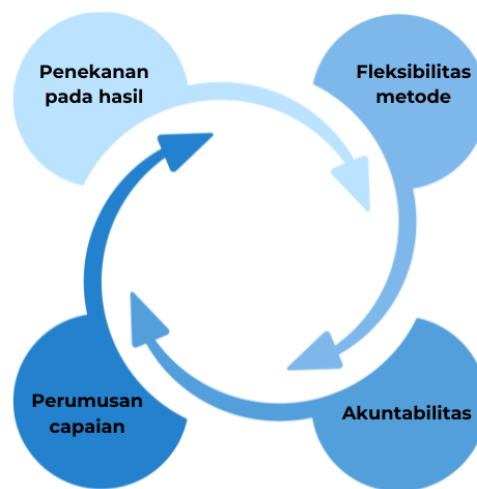 Penekanan
pada hasil
Fleksibilitas
metode
Perumusan
capaian
Akuntabilitas